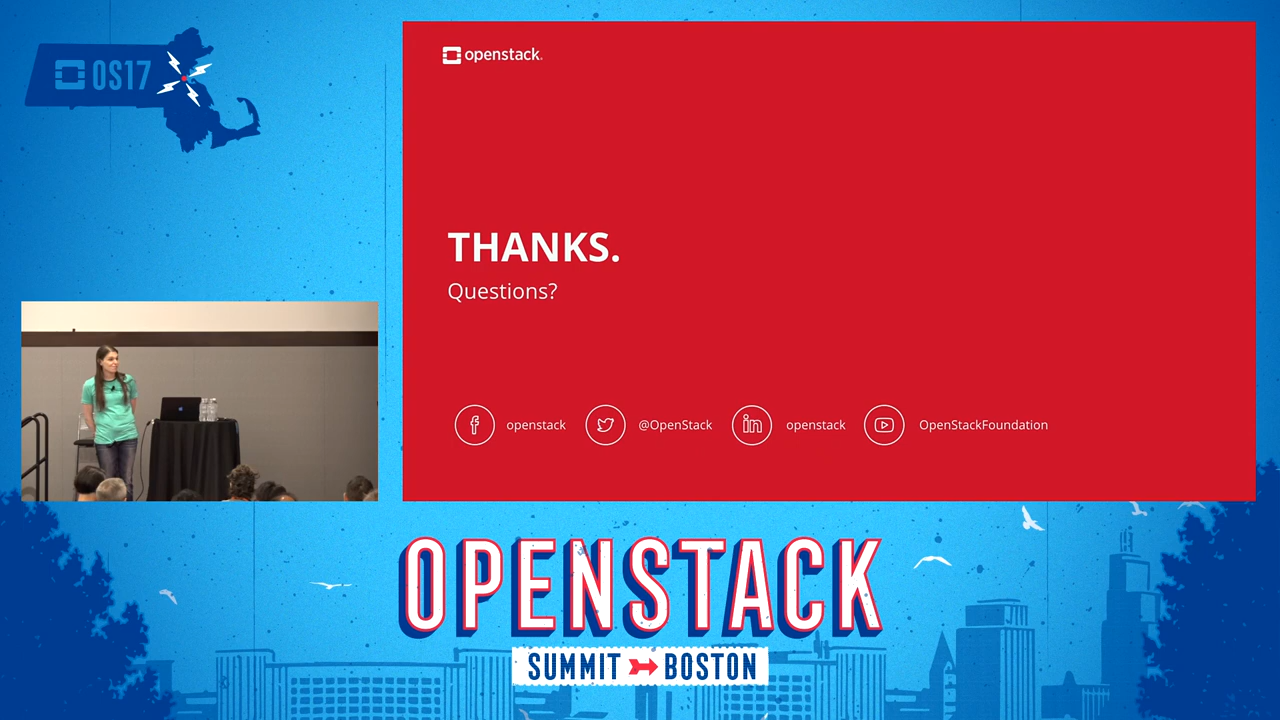 OS17
openstack.
THANKS.
Questions?
openstack
@OpenStack
openstack
OpenStackFoundation
OPENSTACK
SUMMIT BOSTON